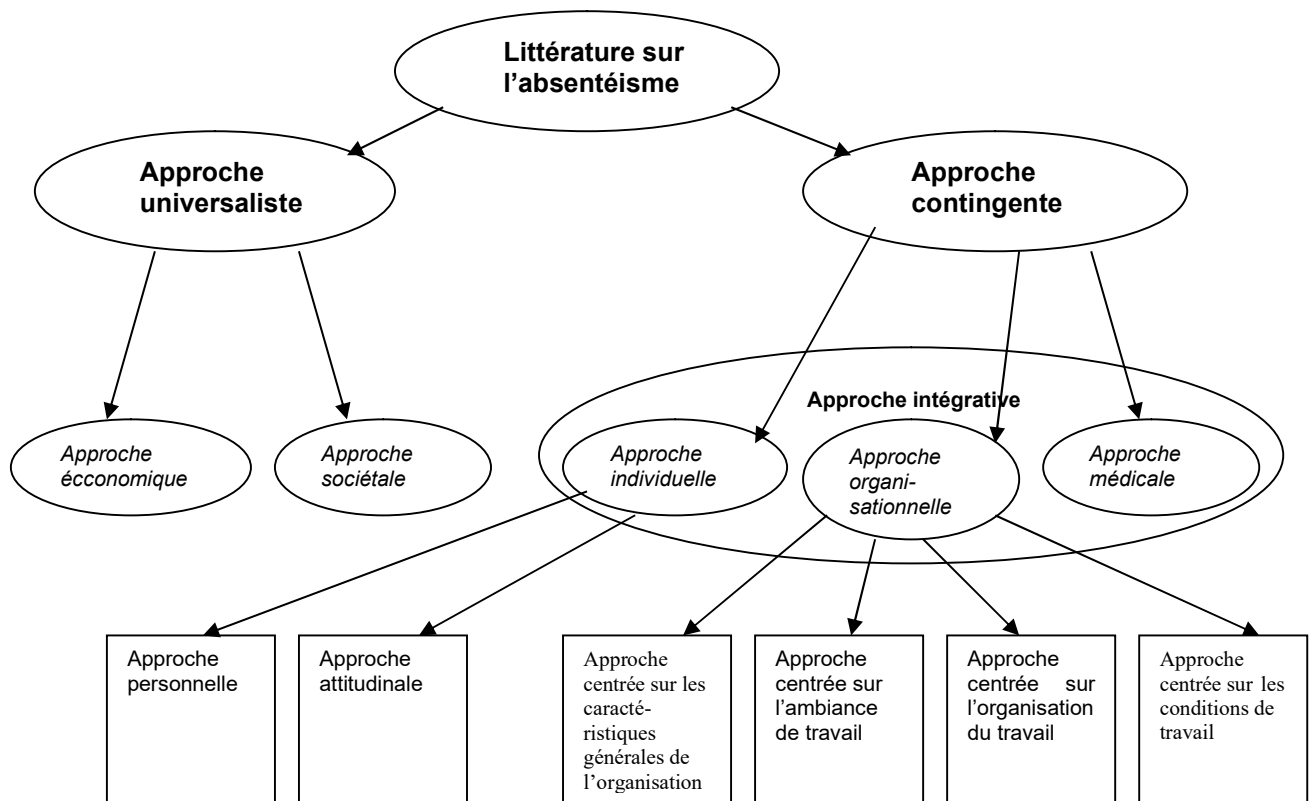 Littérature sur
l'absentéisme
Approche
universaliste
Approche
contingente
Approche intégrative
Approche
écconomique
Approche
sociétale
Approche
individuelle
Approche
organi-
sationnelle
Approche
médicale
Approche
personnelle
Approche
attitudinale
Approche
centrée sur les
caracté-
ristiques
générales de
l'organisation
Approche
centrée sur
l'ambiance
de travail
Approche
centrée sur
l'organisation
du travail
Approche
centrée sur les
conditions de
travail